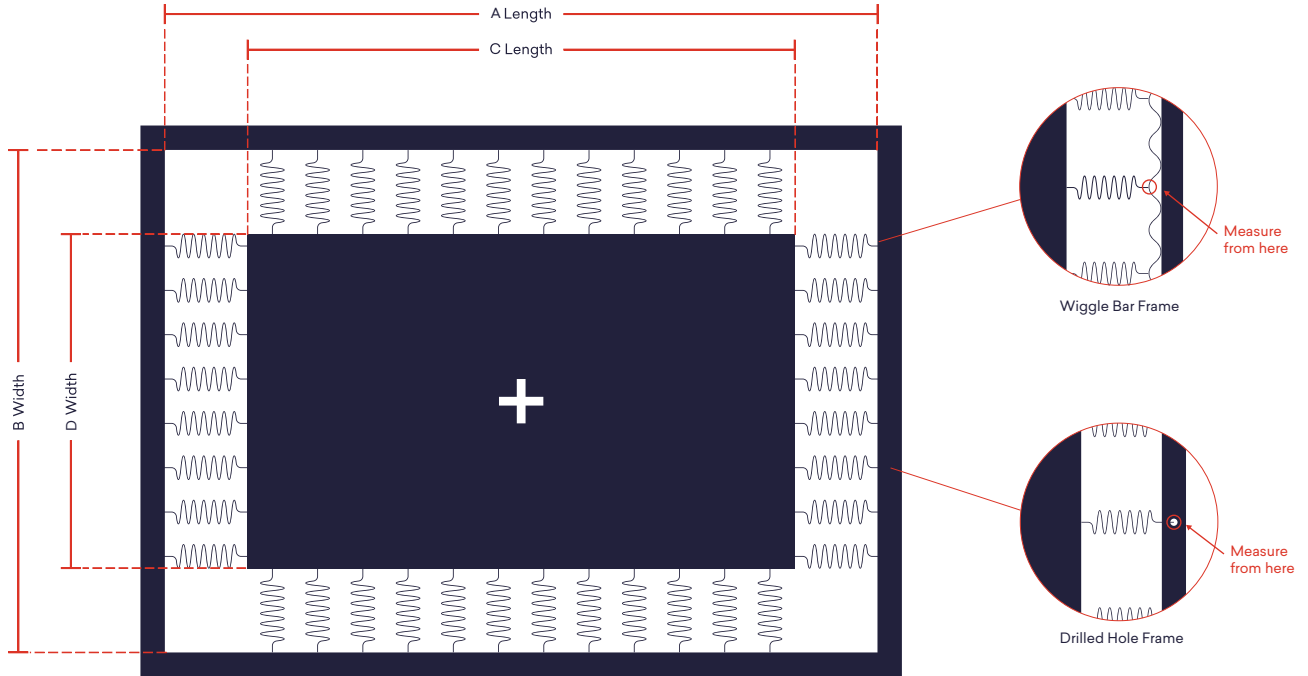 A Length
C Length
B Width
D Width
Measure
from here
Wiggle Bar Frame
Measure
from here
Drilled Hole Frame